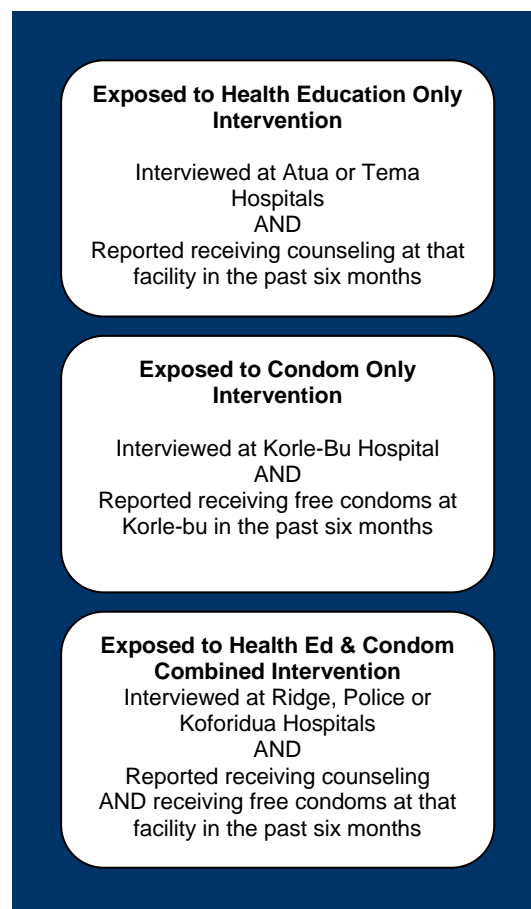 Exposed to Health Education Only
Intervention
Interviewed at Atua or Tema
Hospitals
AND
Reported receiving counseling at that
facility in the past six months
Exposed to Condom Only
Intervention
Interviewed at Korle-Bu Hospital
AND
Reported receiving free condoms at
Korle-bu in the past six months
Exposed to Health Ed & Condom
Combined Intervention
Interviewed at Ridge, Police or
Koforidua Hospitals
AND
Reported receiving counseling
AND receiving free condoms at that
facility in the past six months